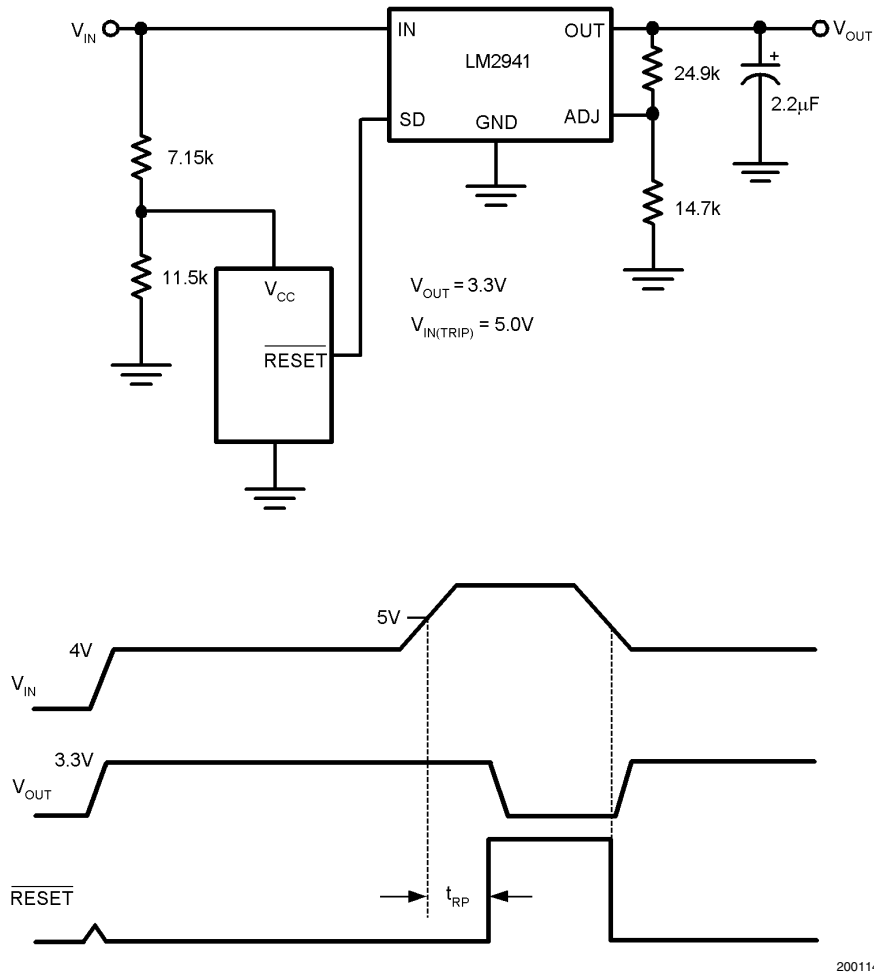 VIN
IN
OUT
VOUT
LM2941
24.9k
+
2.2μF
SD
GND
ADJ
7.15k
14.7k
11.5k
VCC
VOUT = 3.3V
VIN(TRIP) = 5.0V
RESET
5V
4V
VIN
3.3V
VOUT
RESET
tRP
200114